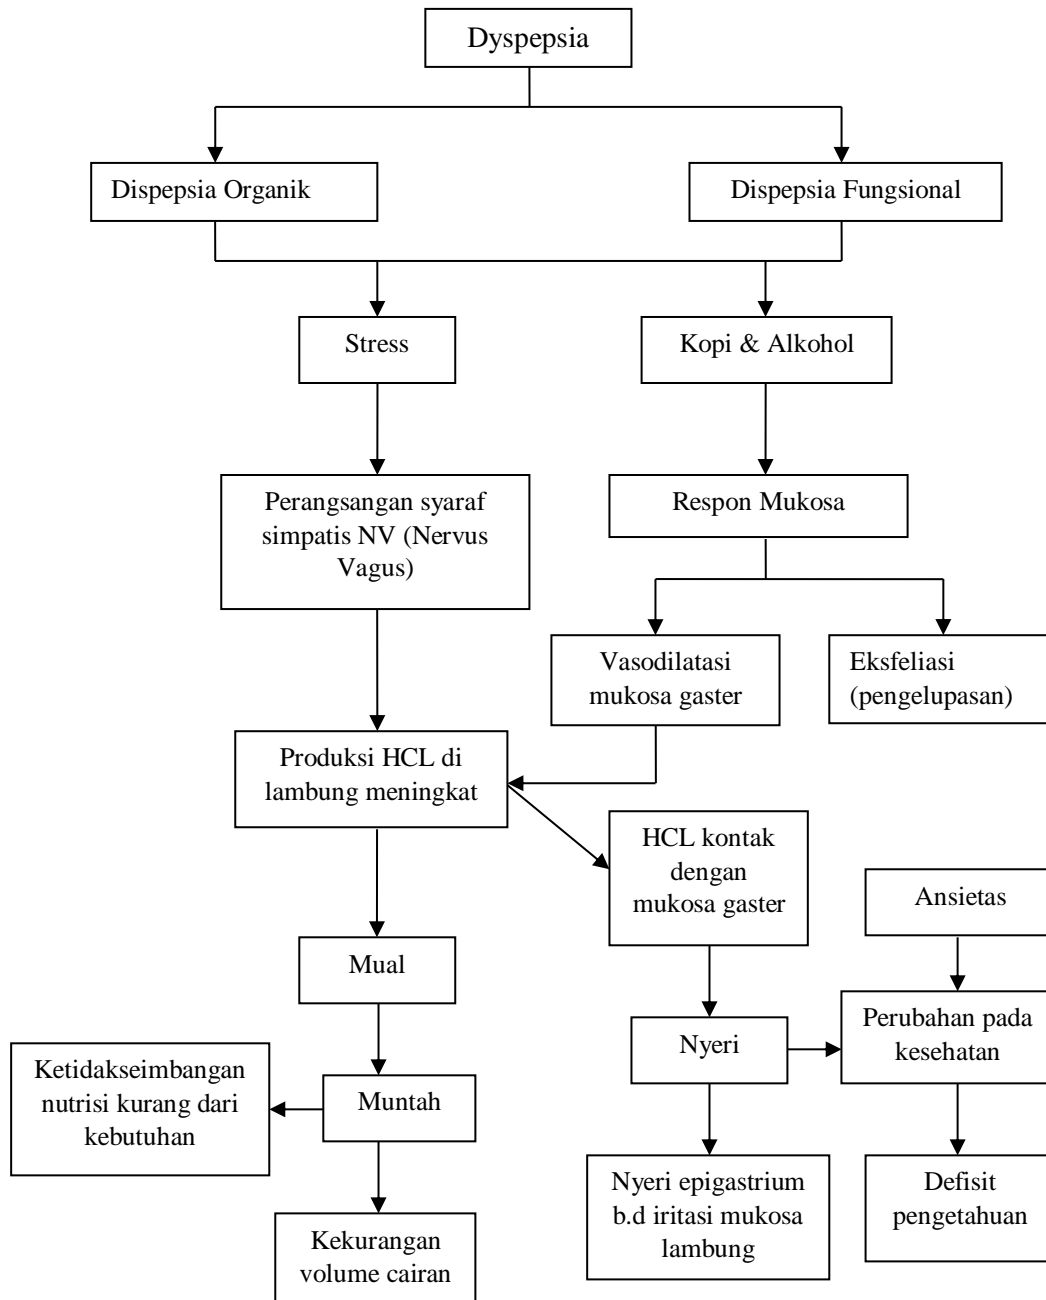 Dyspepsia
Dispepsia Organik
Dispepsia Fungsional
Stress
Kopi & Alkohol
Perangsangan syaraf
simpatis NV (Nervus
Vagus)
Respon Mukosa
Vasodilatasi
mukosa gaster
Eksfeliasi
(pengelupasan)
Produksi HCL di
lambung meningkat
HCL kontak
dengan
mukosa gaster
Ansietas
Mual
Nyeri
Perubahan pada
kesehatan
Ketidakseimbangan
nutrisi kurang dari
kebutuhan
Muntah
Nyeri epigastrium
b.d iritasi mukosa
lambung
Defisit
pengetahuan
Kekurangan
volume cairan